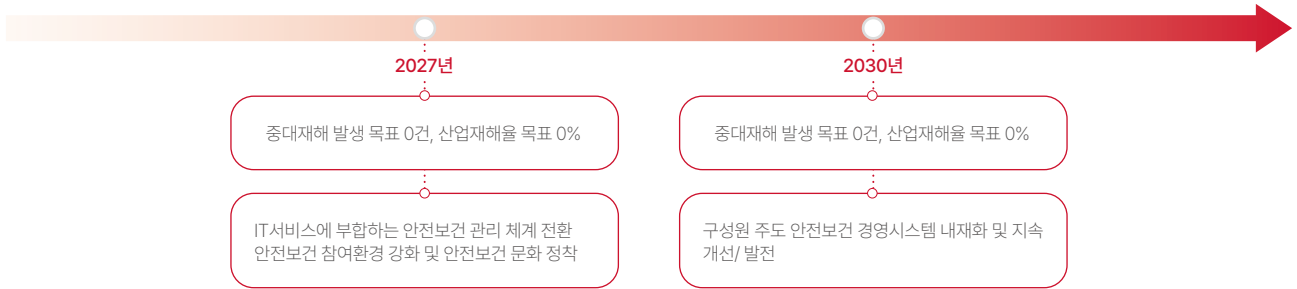 2027년
중대재해 발생 목표 0건, 산업재해율 목표 0%
IT서비스에 부합하는 안전보건 관리 체계 전환
안전보건 참여환경 강화 및 안전보건 문화 정착
2030년
중대재해 발생 목표 0건, 산업재해율 목표 0%
구성원 주도 안전보건 경영시스템 내재화 및 지속
개선/ 발전